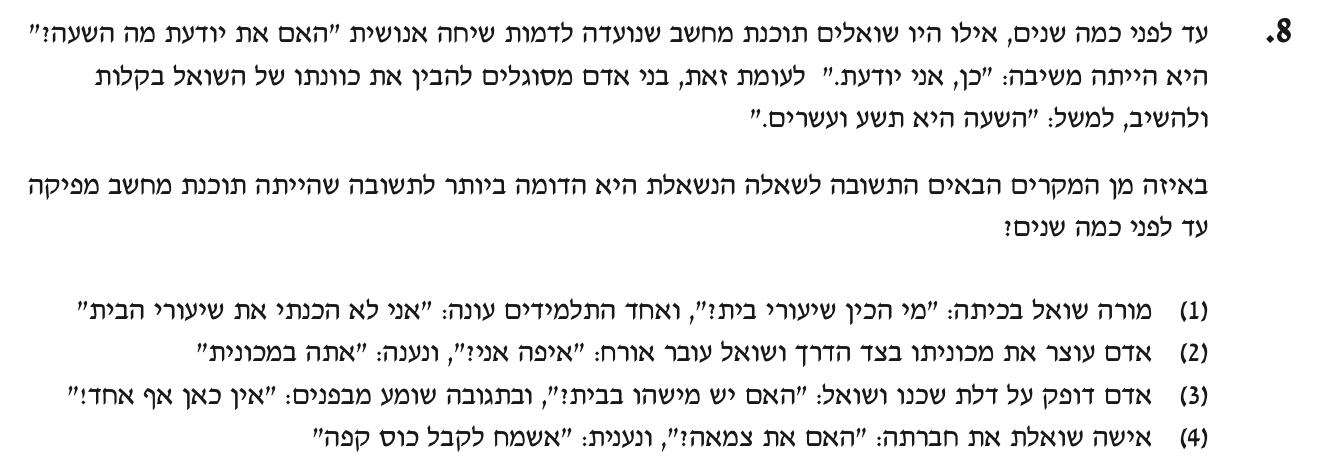 8. עד לפני כמה שנים, אילו היו שואלים תוכנת מחשב שנועדה לדמות שיחה אנושית "האם את יודעת מה השעה?"
היא הייתה משיבה: "כן, אני יודעת." לעומת זאת, בני אדם מסוגלים להבין את כוונתו של השואל בקלות
ולהשיב, למשל: "השעה היא תשע ועשרים."
באיזה מן המקרים הבאים התשובה לשאלה הנשאלת היא הדומה ביותר לתשובה שהייתה תוכנת מחשב מפיקה
עד לפני כמה שנים?
(1) מורה שואל בכיתה: "מי הכין שיעורי בית?", ואחד התלמידים עונה: "אני לא הכנתי את שיעורי הבית"
(2) אדם עוצר את מכוניתו בצד הדרך ושואל עובר אורח: "איפה אני?", ונענה: "אתה במכונית"
(3) אדם דופק על דלת שכנו ושואל: "האם יש מישהו בבית?", ובתגובה שומע מבפנים: "אין כאן אף אחד!"
(4) אישה שואלת את חברתה: "האם את צמאה?", ונענית: "אשמח לקבל כוס קפה"